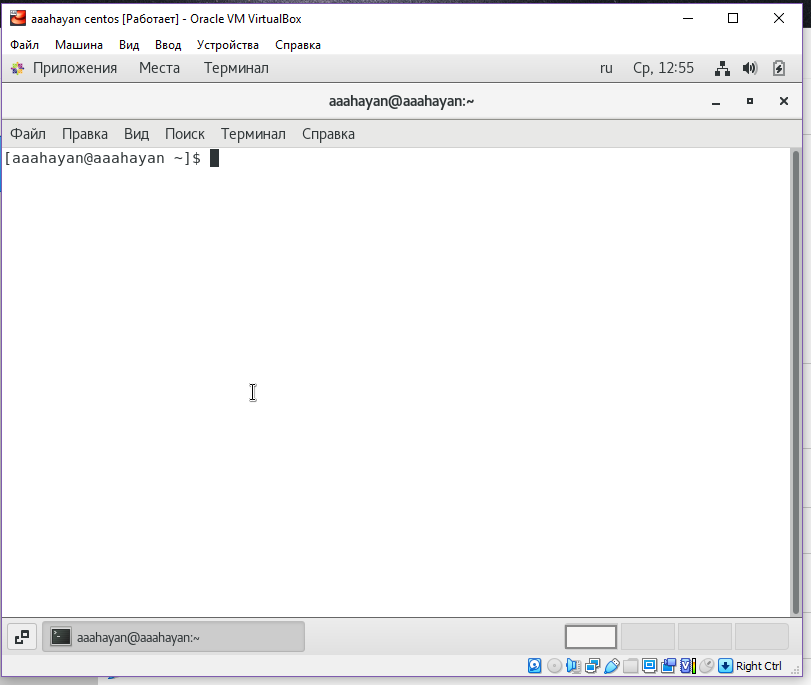 aaahayan centos [Работает] - Oracle VM VirtualBox
Файл Машина Вид Ввод Устройства Справка
Приложения Места Терминал ru Ср, 12:55
aaahayan@aaahayan:~
Файл Правка Вид Поиск Терминал Справка
[aaahayan@aaahayan ~]$
aaahayan@aaahayan:~
Right Ctrl